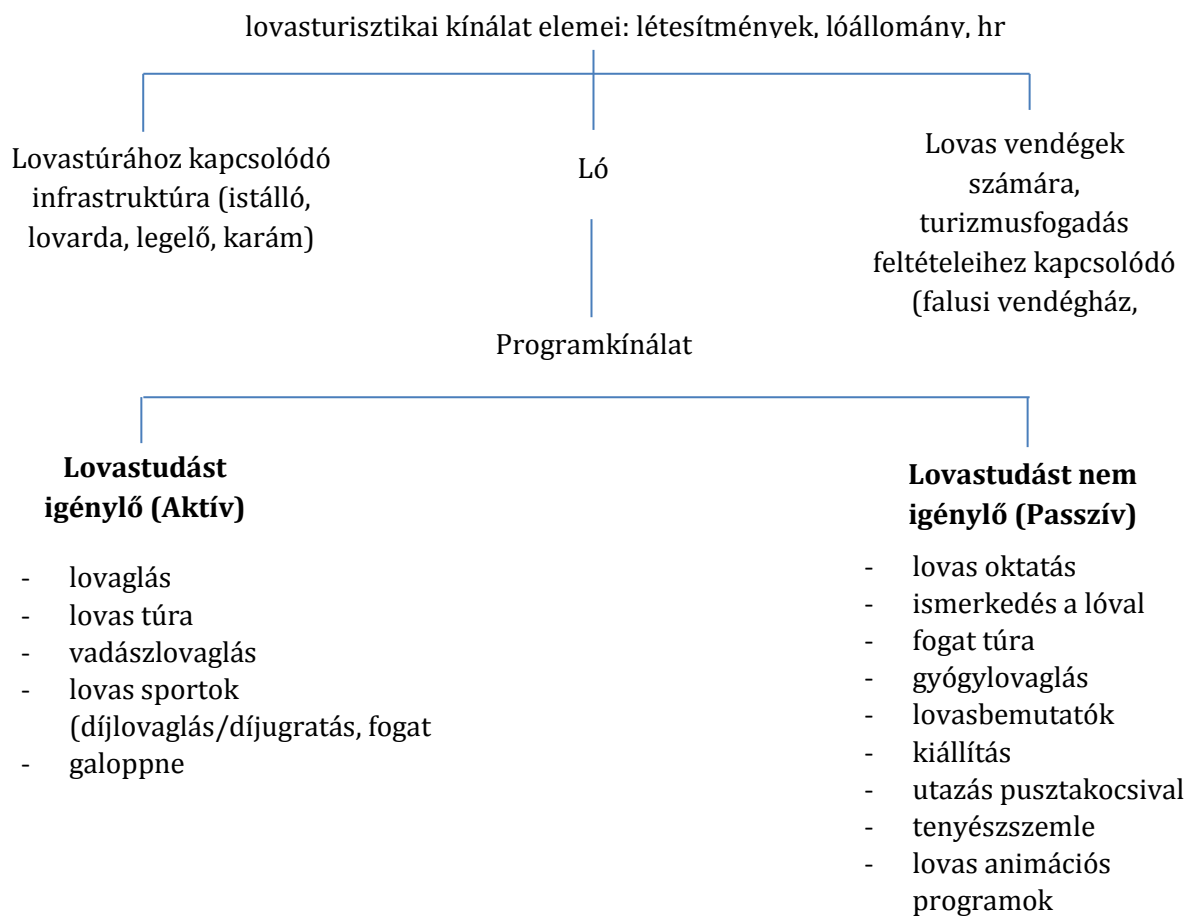 lovasturisztikai kínálat elemei: létesítmények, lóállomány, hr
Lovastúrához kapcsolódó
infrastruktúra (istálló,
lovarda, legelő, karám)
Ló
Lovas vendégek
számára,
turizmusfogadás
feltételeihez kapcsolódó
(falusi vendégház,
Programkínálat
Lovastudást
igénylő (Aktív)
- lovaglás
- lovas túra
- vadászlovaglás
- lovas sportok
(díjlovaglás/díjugratás, fogat
- galoppne
Lovastudást nem
igénylő (Passzív)
- lovas oktatás
- ismerkedés a lóval
- fogat túra
- gyógylovaglás
- lovasbemutatók
- kiállítás
- utazás pusztakocsival
- tenyészszemle
- lovas animációs
programok